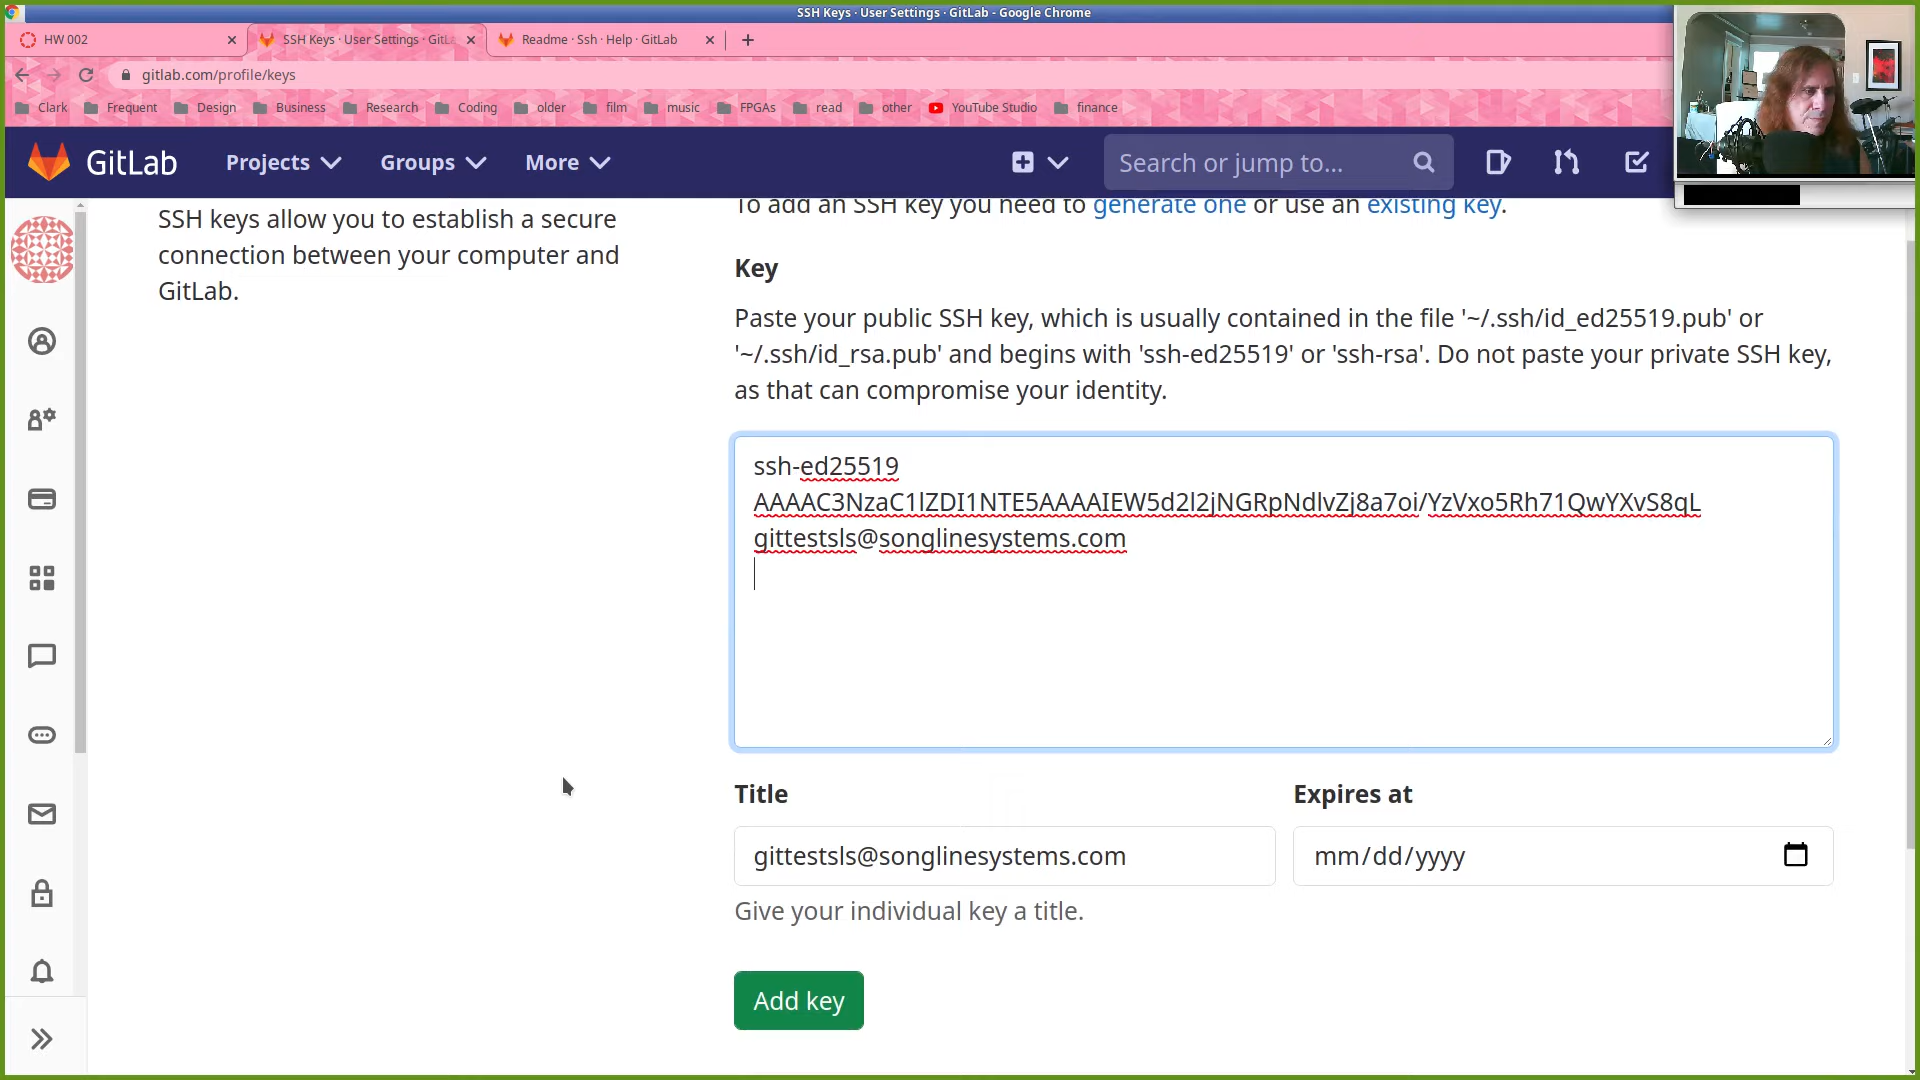 SSH Keys · User Settings · GitLab - Google Chrome
HW 002
SSH Keys · User Settings · GitLa
Readme · Ssh · Help · GitLab
gitlab.com/profile/keys
Clark
Frequent
Design
Business
Research
Coding
older
film
music
FPGAs
read
other
YouTube Studio
finance
GitLab
Projects
Groups
More
Search or jump to...
SSH keys allow you to establish a secure
connection between your computer and
GitLab.
To add an SSH key you need to generate one or use an existing key.
Key
Paste your public SSH key, which is usually contained in the file '~/.ssh/id_ed25519.pub' or
'~/.ssh/id_rsa.pub' and begins with 'ssh-ed25519' or 'ssh-rsa'. Do not paste your private SSH key,
as that can compromise your identity.
ssh-ed25519
AAAAC3NzaC1lZDI1NTE5AAAAIEW5d2l2jNGRpNdlvZj8a7oi/YzVxo5Rh71QwYXvS8qL
gittestsls@songlinesystems.com
Title
Expires at
gittestsls@songlinesystems.com
mm/dd/yyyy
Give your individual key a title.
Add key